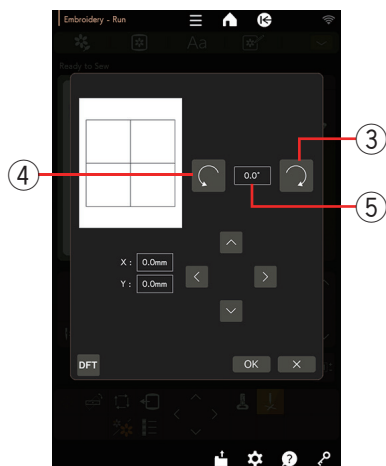 Embroidery - Run
Aa
Ready to Sew
③
④
0.0°
⑤
X : 0.0mm
Y : 0.0mm
DFT
OK
?